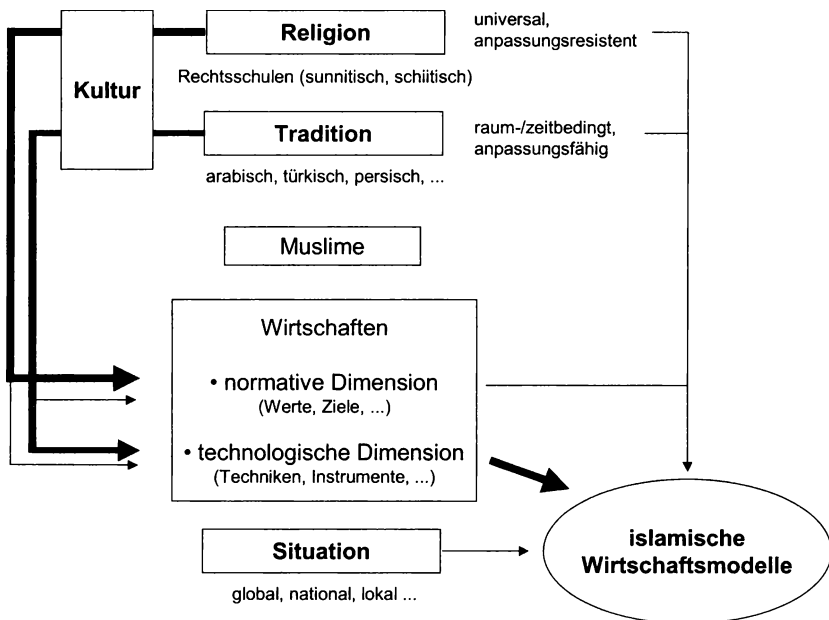 Religion
universal,
anpassungsresistent
Rechtsschulen (sunnitisch, schiitisch)
Kultur
Tradition
raum-/zeitbedingt,
anpassungsfähig
arabisch, türkisch, persisch, ...
Muslime
Wirtschaften
• normative Dimension
(Werte, Ziele, ...)
• technologische Dimension
(Techniken, Instrumente, ...)
Situation
global, national, lokal ...
islamische
Wirtschaftsmodelle